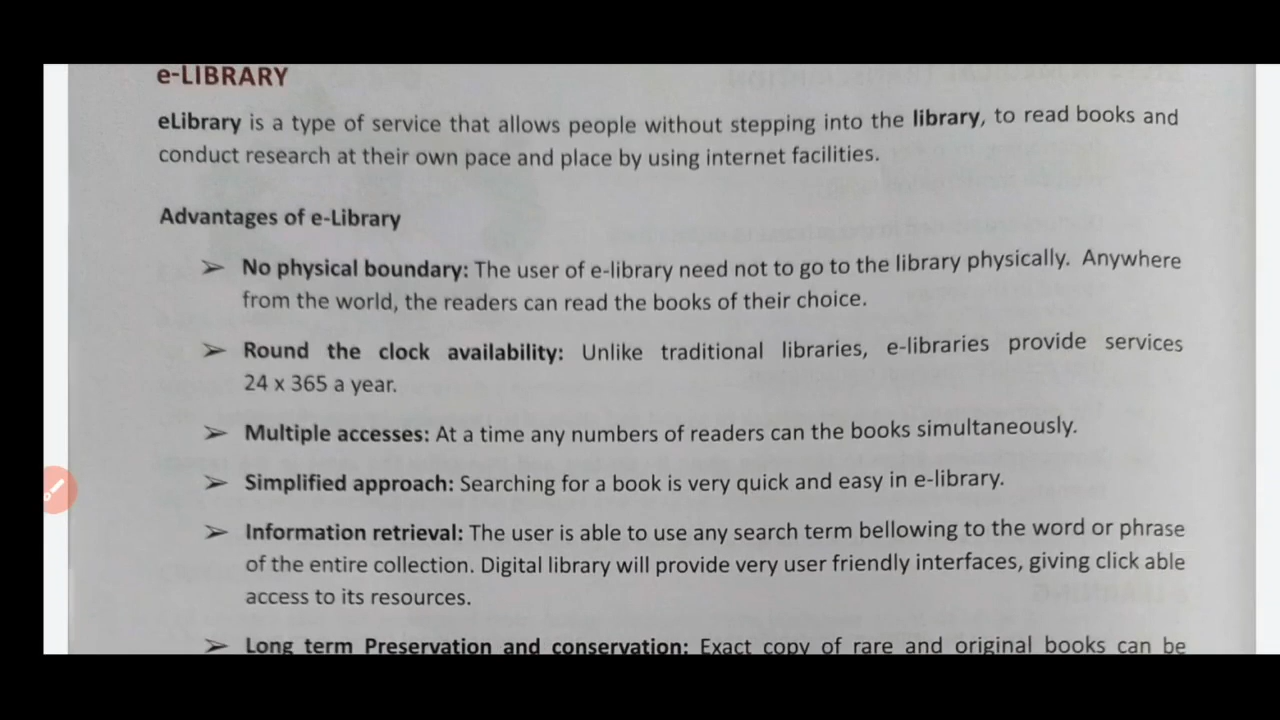 e-LIBRARY
eLibrary is a type of service that allows people without stepping into the library, to read books and
conduct research at their own pace and place by using internet facilities.
Advantages of e-Library
➢ No physical boundary: The user of e-library need not to go to the library physically. Anywhere
from the world, the readers can read the books of their choice.
➢ Round the clock availability: Unlike traditional libraries, e-libraries provide services
24 x 365 a year.
➢ Multiple accesses: At a time any numbers of readers can the books simultaneously.
➢ Simplified approach: Searching for a book is very quick and easy in e-library.
➢ Information retrieval: The user is able to use any search term bellowing to the word or phrase
of the entire collection. Digital library will provide very user friendly interfaces, giving click able
access to its resources.
➢ Long term Preservation and conservation: Exact copy of rare and original books can be